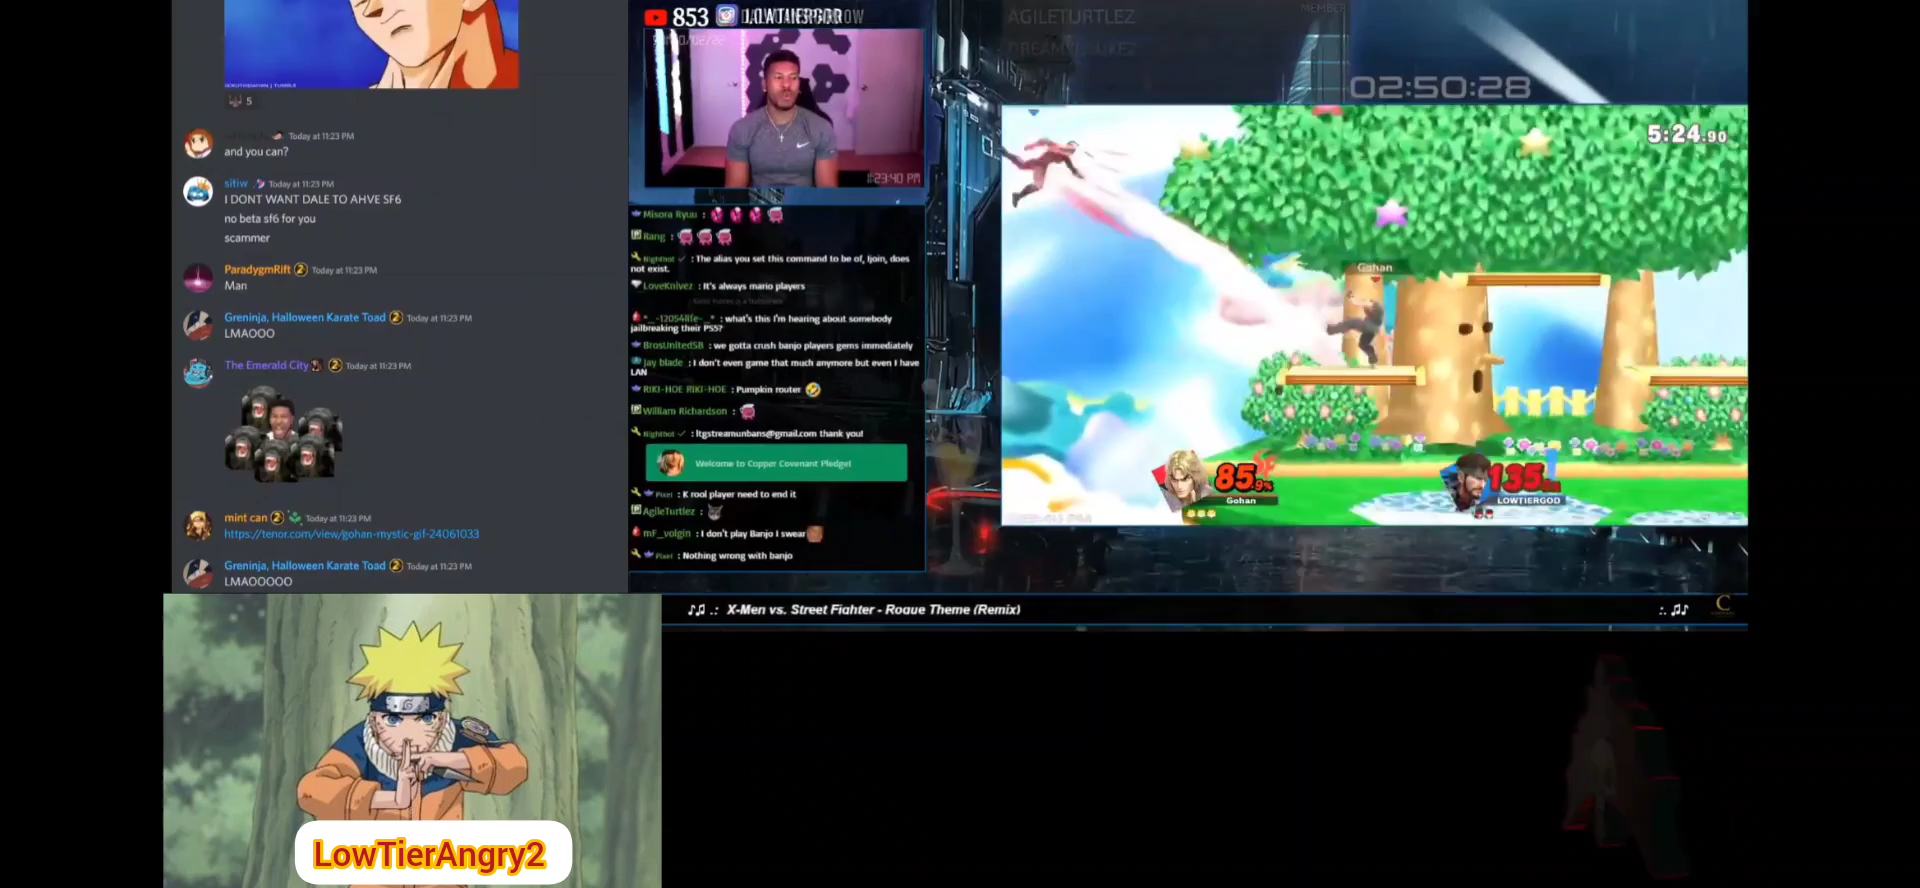 5
Today at 11:23 PM
and you can?
sitiw Today at 11:23 PM
I DONT WANT DALE TO AHVE SF6
no beta sf6 for you
scammer
ParadygmRift Today at 11:23 PM
Man
Greninja, Halloween Karate Toad Today at 11:23 PM
LMAOOO
The Emerald City Today at 11:23 PM
mint can Today at 11:23 PM
https://tenor.com/view/gohan-mystic-gif-24061033
Greninja, Halloween Karate Toad Today at 11:23 PM
LMAOOOOO
LowTierAngry2
853
:23:40 PM
Misora Ryuu :
Rang :
Nightbot ✓ : The alias you set this command to be of, !join, does
not exist.
LoveKnivez : It's always mario players
: what's this I'm hearing about somebody
jailbreaking their PS5?
BrosUnitedSB : we gotta crush banjo players gems immediately
Jay blade : I don't even game that much anymore but even I have
LAN
RIKI-HOE RIKI-HOE : Pumpkin router 🤣
William Richardson :
Nightbot ✓ : ltgstreamunbans@gmail.com thank you!
Welcome to Copper Covenant Pledge!
Pixel : K rool player need to end it
AgileTurtlez :
mF_volgin : I don't play Banjo I swear
Pixel : Nothing wrong with banjo
AGILETURTLEZ
MEMBER
02:50:28
5:24.90
Gohan
85.9%
Gohan
135
LOWTIERGOD
♪♫ .: X-Men vs. Street Fighter - Rogue Theme (Remix) :. ♫♪